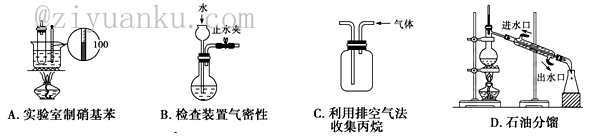 @ziyuanku.com
水
止水夹
气体
进水口
出水口
100
A. 实验室制硝基苯
B. 检查装置气密性
C. 利用排空气法
收集丙烷
D. 石油分馏